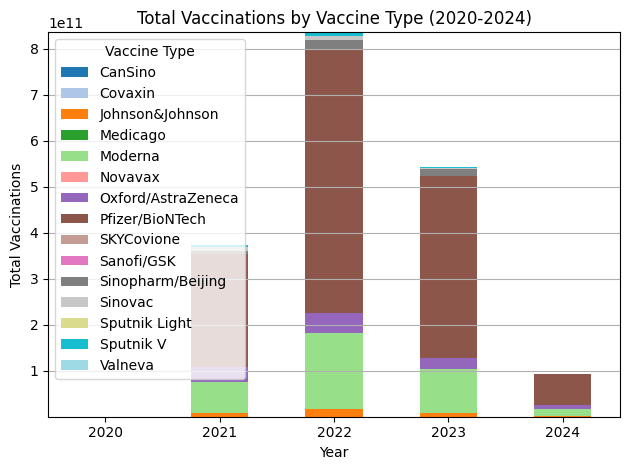 Total Vaccinations by Vaccine Type (2020-2024)
1e11
8
7
6
5
4
3
2
1
Total Vaccinations
Vaccine Type
CanSino
Covaxin
Johnson&Johnson
Medicago
Moderna
Novavax
Oxford/AstraZeneca
Pfizer/BioNTech
SKYCovione
Sanofi/GSK
Sinopharm/Beijing
Sinovac
Sputnik Light
Sputnik V
Valneva
2020 2021 2022 2023 2024
Year